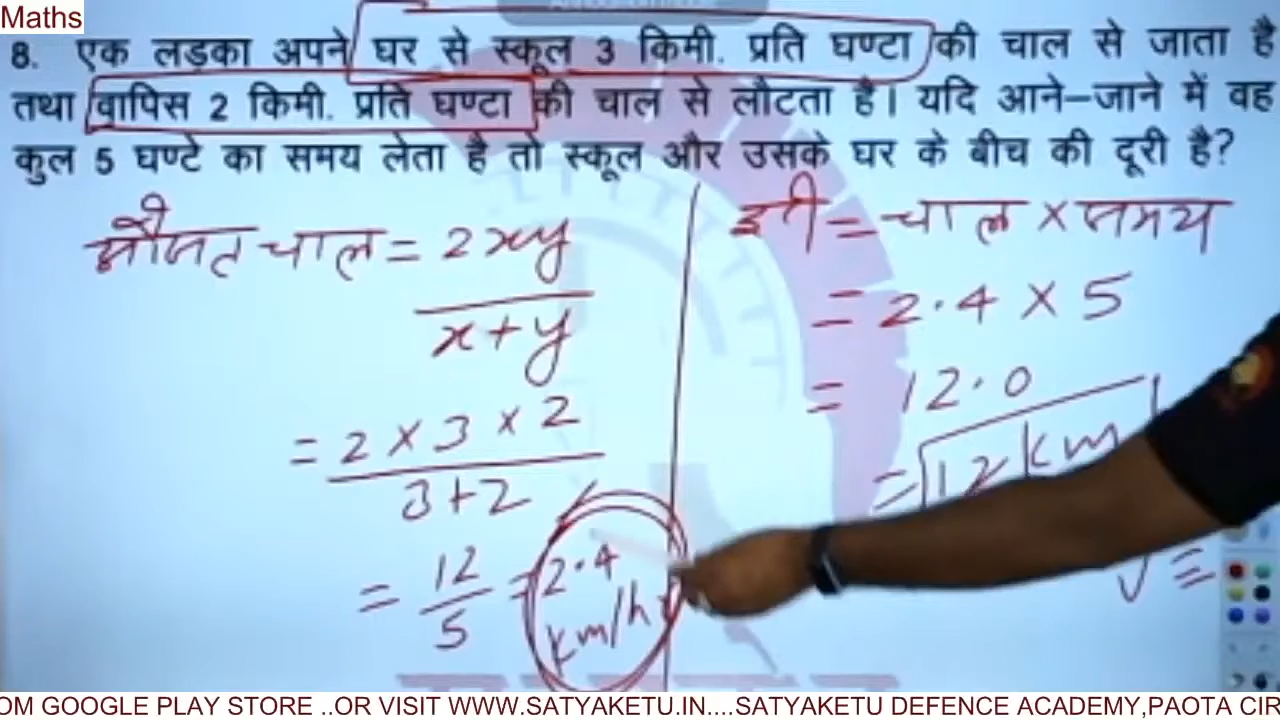 Maths
8. एक लड़का अपने घर से स्कूल 3 किमी. प्रति घण्टा की चाल से जाता है
तथा वापिस 2 किमी. प्रति घण्टा की चाल से लौटता है। यदि आने–जाने में वह
कुल 5 घण्टे का समय लेता है तो स्कूल और उसके घर के बीच की दूरी है?
औसत चाल = 2xy
x+y
= 2 × 3 × 2
3+2
= 12
5
= 2.4
km/h
दूरी = चाल × समय
= 2.4 × 5
= 12.0
= 12 km
OM GOOGLE PLAY STORE ..OR VISIT WWW.SATYAKETU.IN....SATYAKETU DEFENCE ACADEMY,PAOTA CIR